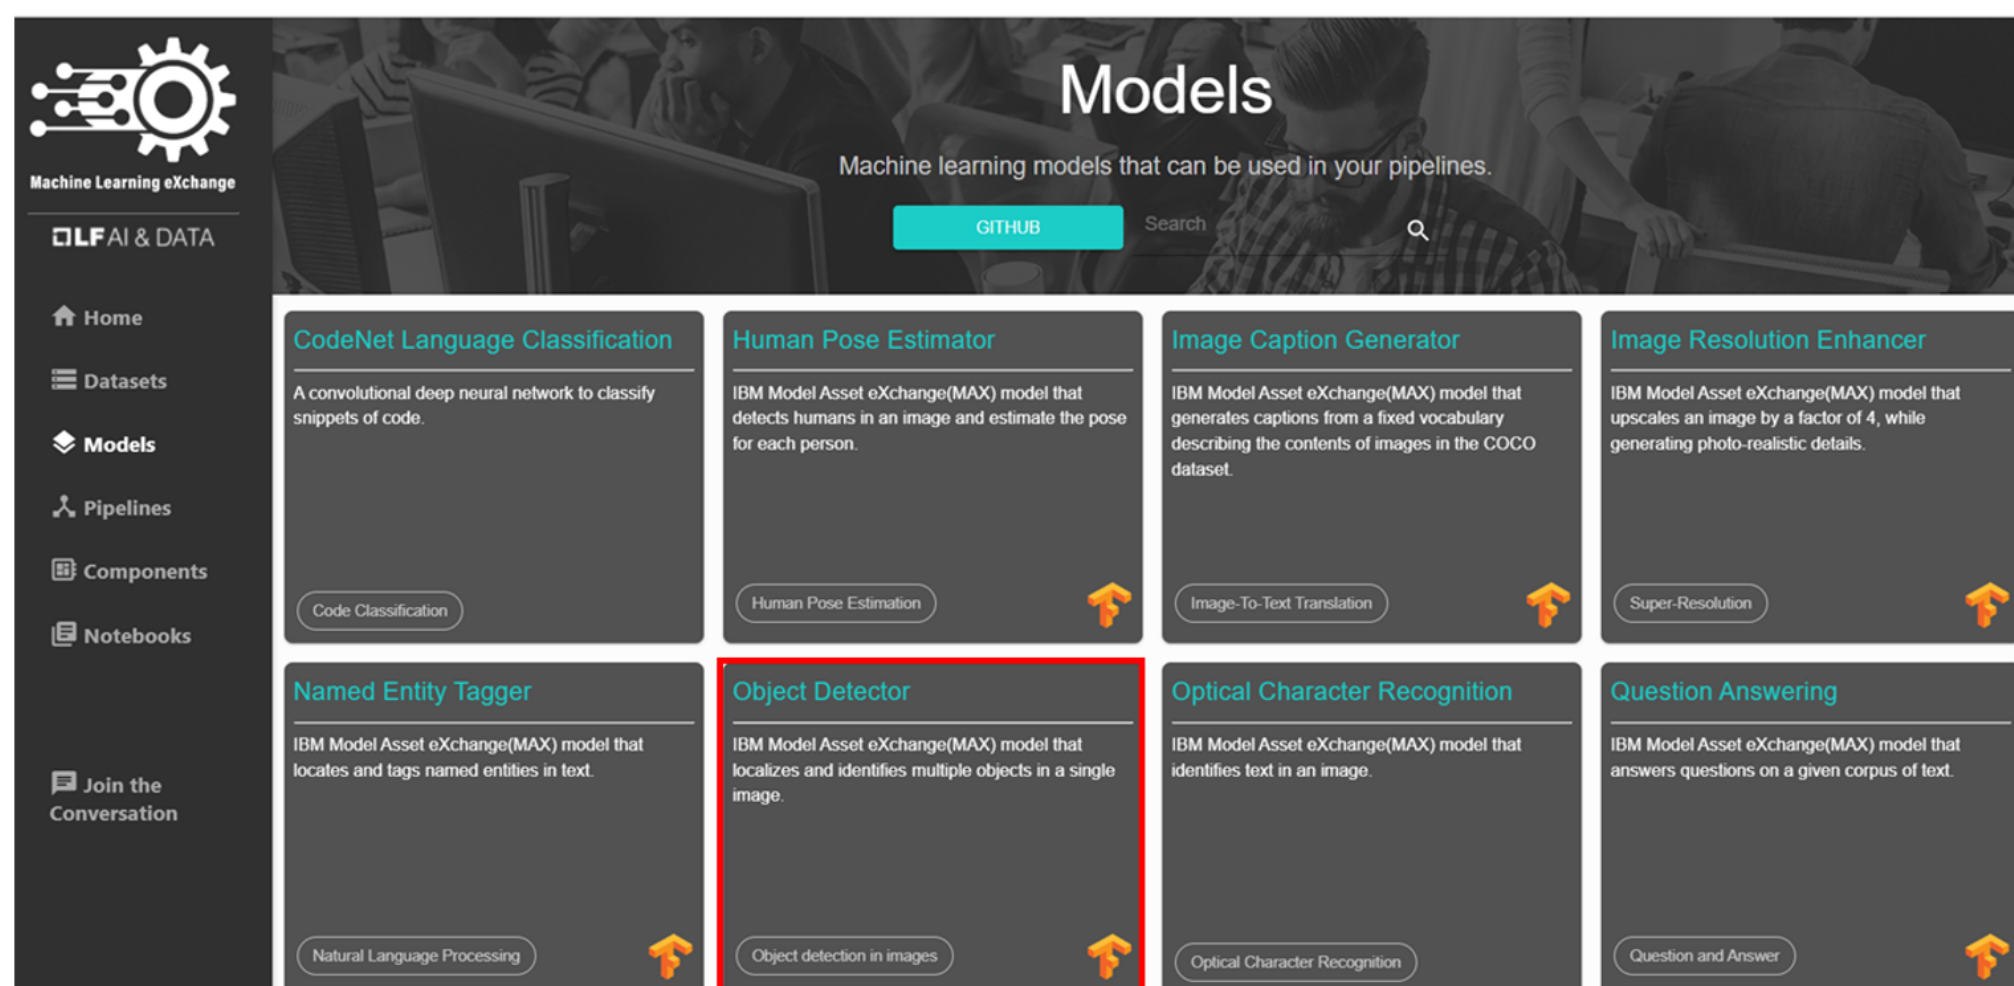 Machine Learning eXchange
LF AI & DATA
Home
Datasets
Models
Pipelines
Components
Notebooks
Join the
Conversation
Models
Machine learning models that can be used in your pipelines.
GITHUB
Search
CodeNet Language Classification
A convolutional deep neural network to classify
snippets of code.
Code Classification
Human Pose Estimator
IBM Model Asset eXchange(MAX) model that
detects humans in an image and estimate the pose
for each person.
Human Pose Estimation
Image Caption Generator
IBM Model Asset eXchange(MAX) model that
generates captions from a fixed vocabulary
describing the contents of images in the COCO
dataset.
Image-To-Text Translation
Image Resolution Enhancer
IBM Model Asset eXchange(MAX) model that
upscales an image by a factor of 4, while
generating photo-realistic details.
Super-Resolution
Named Entity Tagger
IBM Model Asset eXchange(MAX) model that
locates and tags named entities in text.
Natural Language Processing
Object Detector
IBM Model Asset eXchange(MAX) model that
localizes and identifies multiple objects in a single
image.
Object detection in images
Optical Character Recognition
IBM Model Asset eXchange(MAX) model that
identifies text in an image.
Optical Character Recognition
Question Answering
IBM Model Asset eXchange(MAX) model that
answers questions on a given corpus of text.
Question and Answer